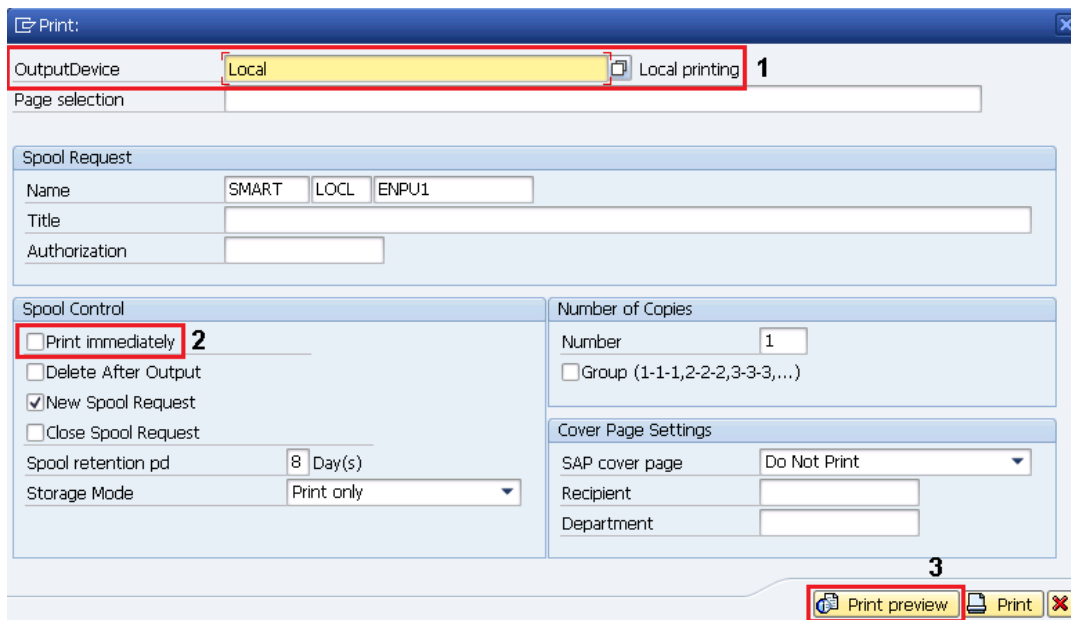 Print:
OutputDevice Local Local printing 1
Page selection
Spool Request
Name SMART LOCL ENPU1
Title
Authorization
Spool Control
Print immediately 2
Delete After Output
New Spool Request
Close Spool Request
Spool retention pd 8 Day(s)
Storage Mode Print only
Number of Copies
Number 1
Group (1-1-1,2-2-2,3-3-3,...)
Cover Page Settings
SAP cover page Do Not Print
Recipient
Department
3
Print preview Print